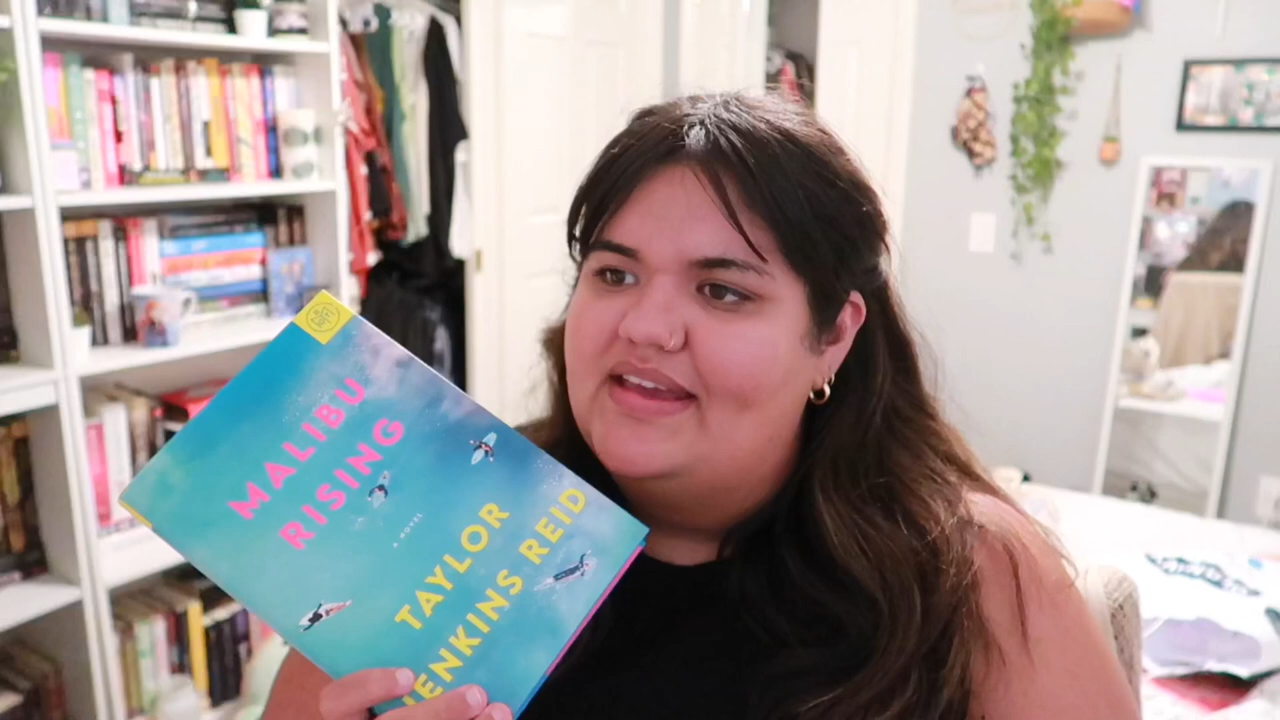 MALIBU
RISING
A NOVEL
TAYLOR
JENKINS REID